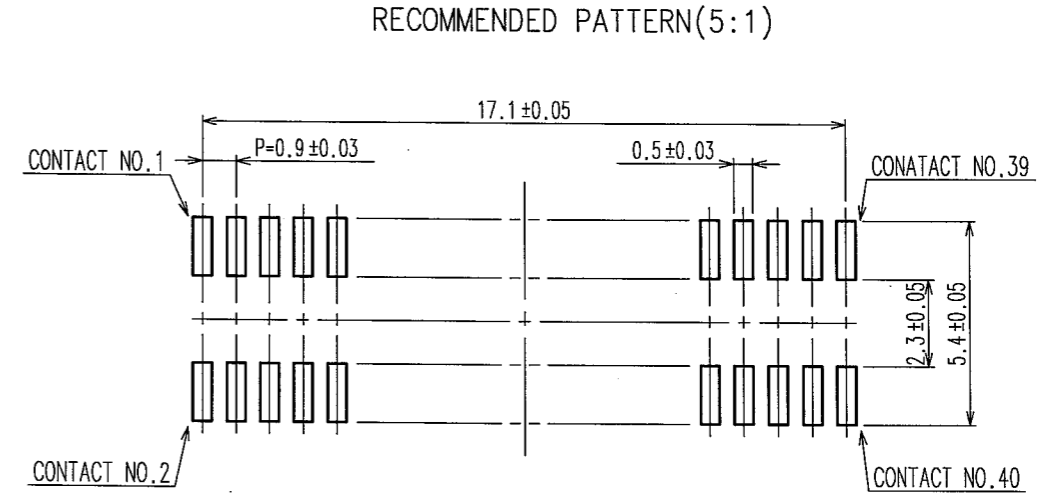 RECOMMENDED PATTERN(5:1)
17.1±0.05
CONTACT NO.1
P=0.9±0.03
0.5±0.03
CONATACT NO.39
2.3±0.05
5.4±0.05
CONTACT NO.2
CONTACT NO.40